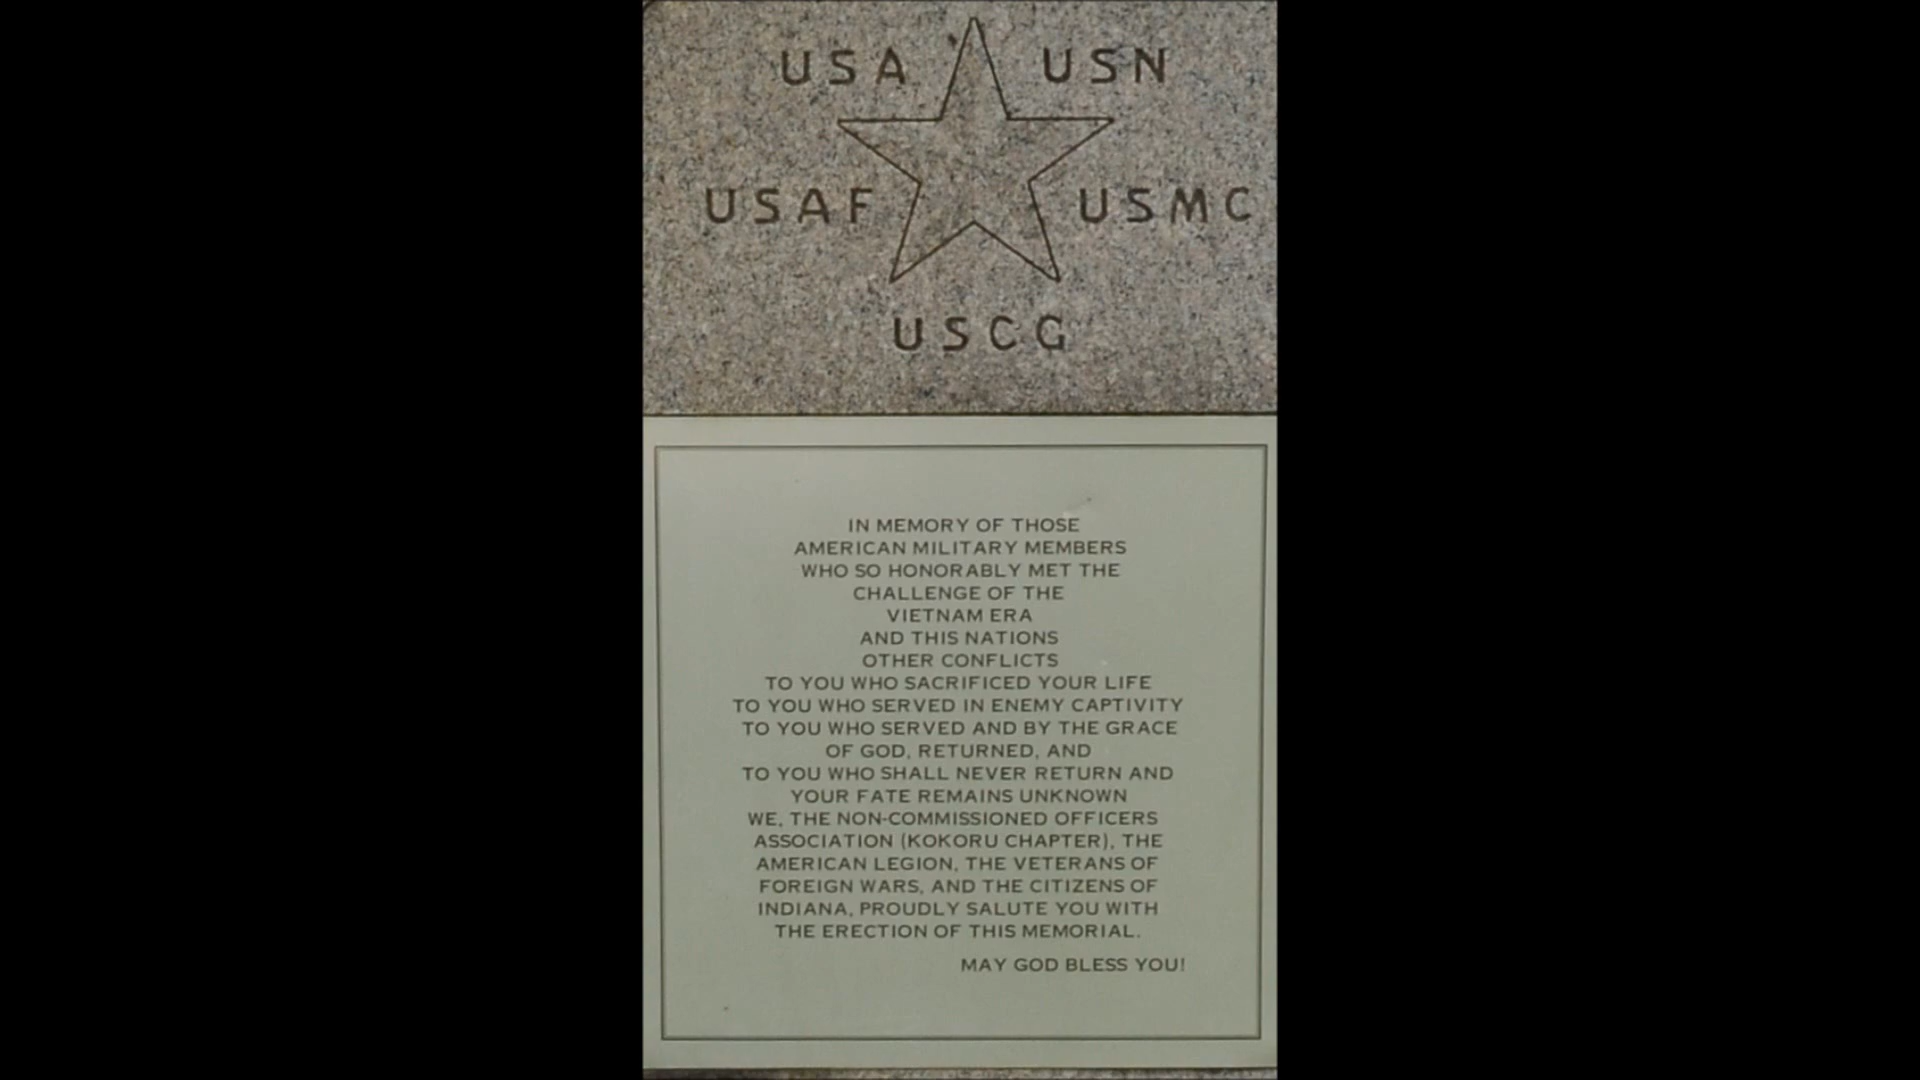 USA USN
USAF USMC
USCG
IN MEMORY OF THOSE
AMERICAN MILITARY MEMBERS
WHO SO HONORABLY MET THE
CHALLENGE OF THE
VIETNAM ERA
AND THIS NATIONS
OTHER CONFLICTS
TO YOU WHO SACRIFICED YOUR LIFE
TO YOU WHO SERVED IN ENEMY CAPTIVITY
TO YOU WHO SERVED AND BY THE GRACE
OF GOD, RETURNED, AND
TO YOU WHO SHALL NEVER RETURN AND
YOUR FATE REMAINS UNKNOWN
WE, THE NON-COMMISSIONED OFFICERS
ASSOCIATION (KOKORU CHAPTER), THE
AMERICAN LEGION, THE VETERANS OF
FOREIGN WARS, AND THE CITIZENS OF
INDIANA, PROUDLY SALUTE YOU WITH
THE ERECTION OF THIS MEMORIAL.
MAY GOD BLESS YOU!